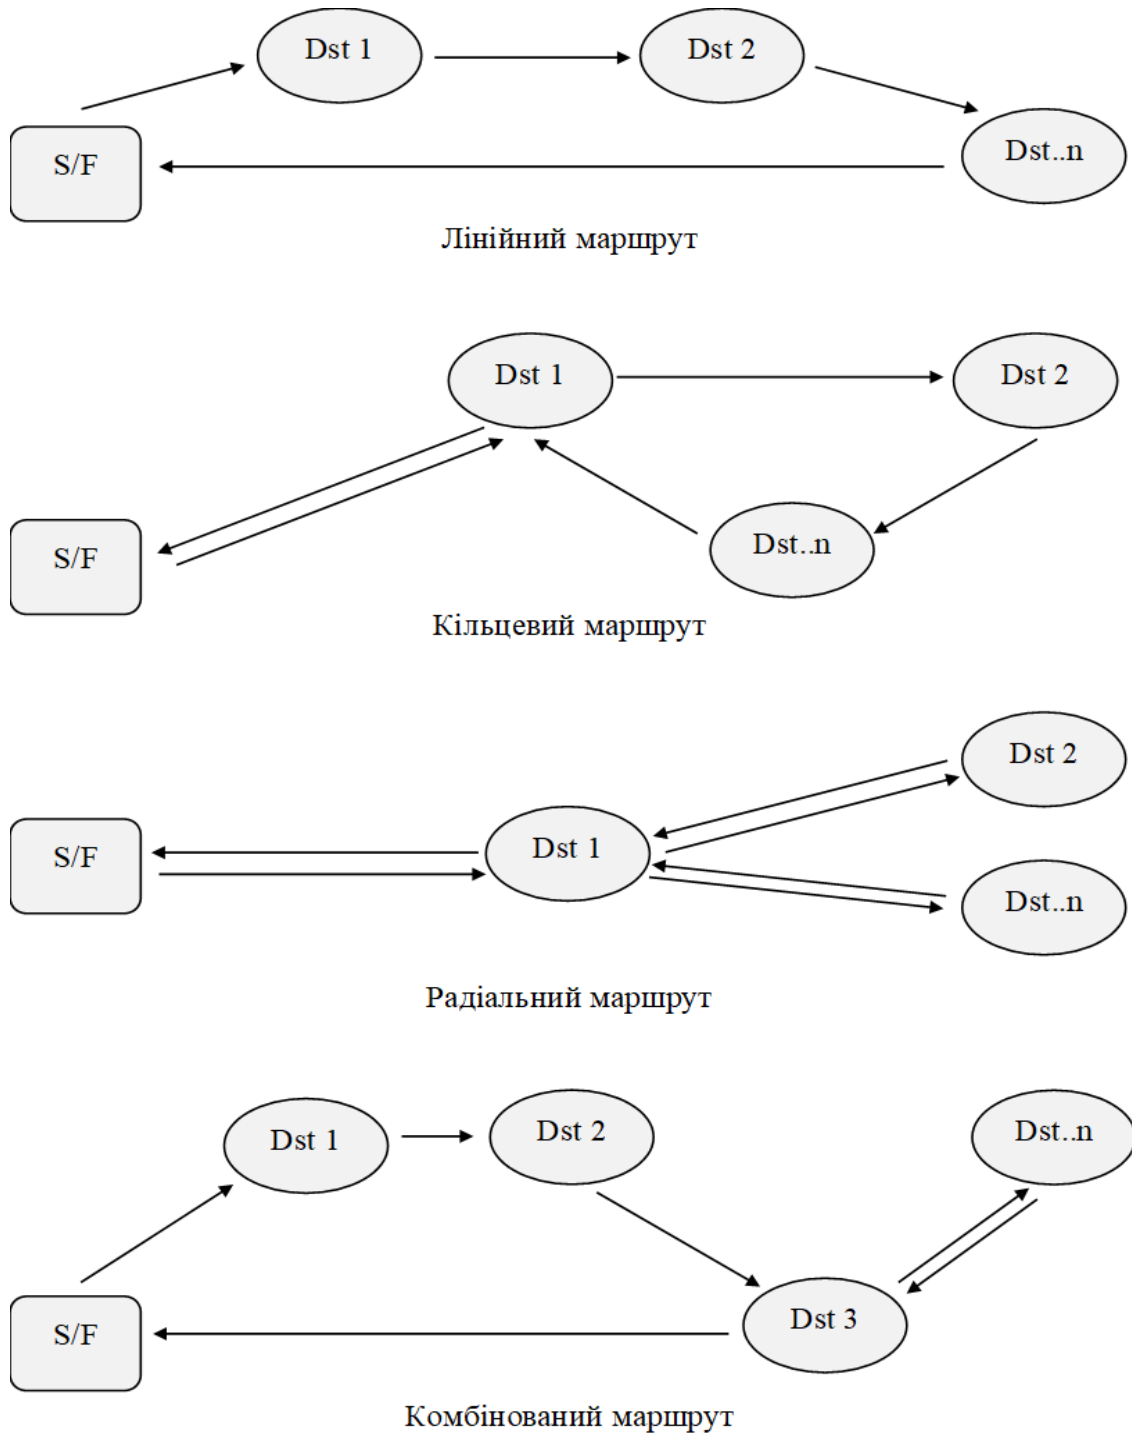 Dst 1
Dst 2
Dst..n
S/F
Лінійний маршрут
Dst 1
Dst 2
Dst..n
S/F
Кільцевий маршрут
Dst 2
Dst 1
S/F
Dst..n
Радіальний маршрут
Dst 1
Dst 2
Dst..n
Dst 3
S/F
Комбінований маршрут